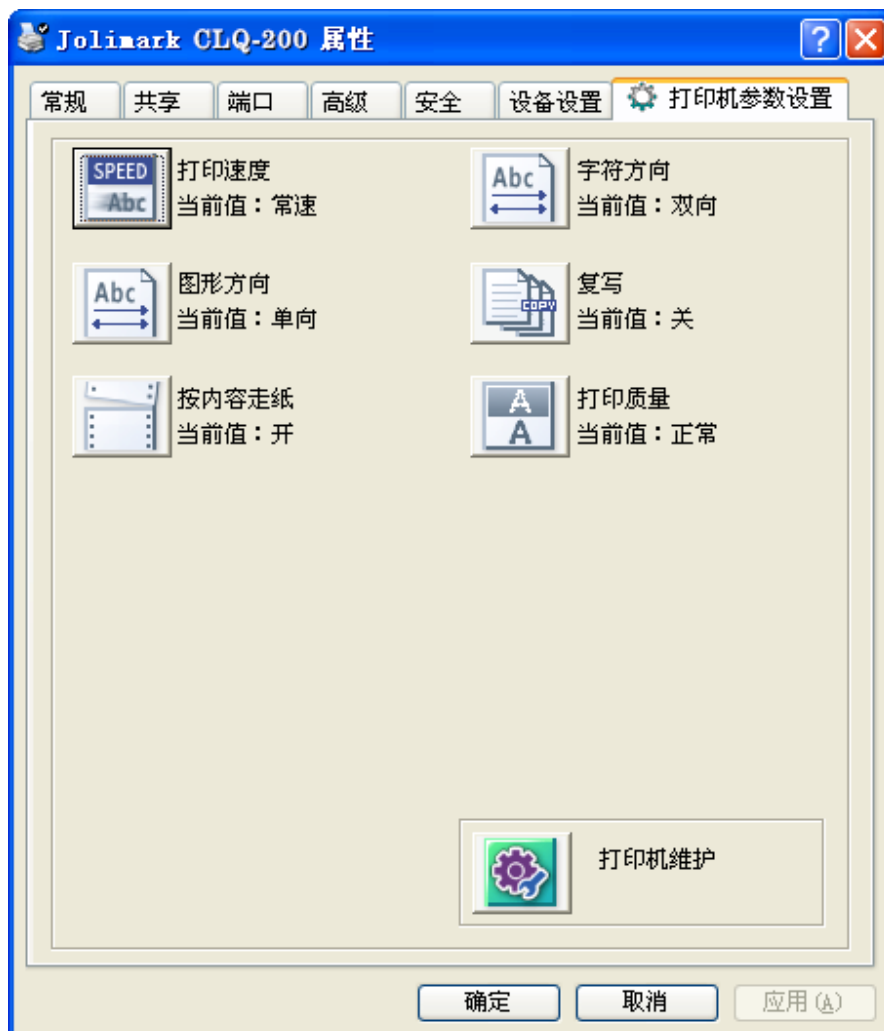 Jolimark CLQ-200 属性
常规 共享 端口 高级 安全 设备设置 打印机参数设置
SPEED
Abc
打印速度
当前值：常速
Abc
字符方向
当前值：双向
Abc
图形方向
当前值：单向
COPY
复写
当前值：关
按内容走纸
当前值：开
A
A
打印质量
当前值：正常
打印机维护
确定 取消 应用(A)